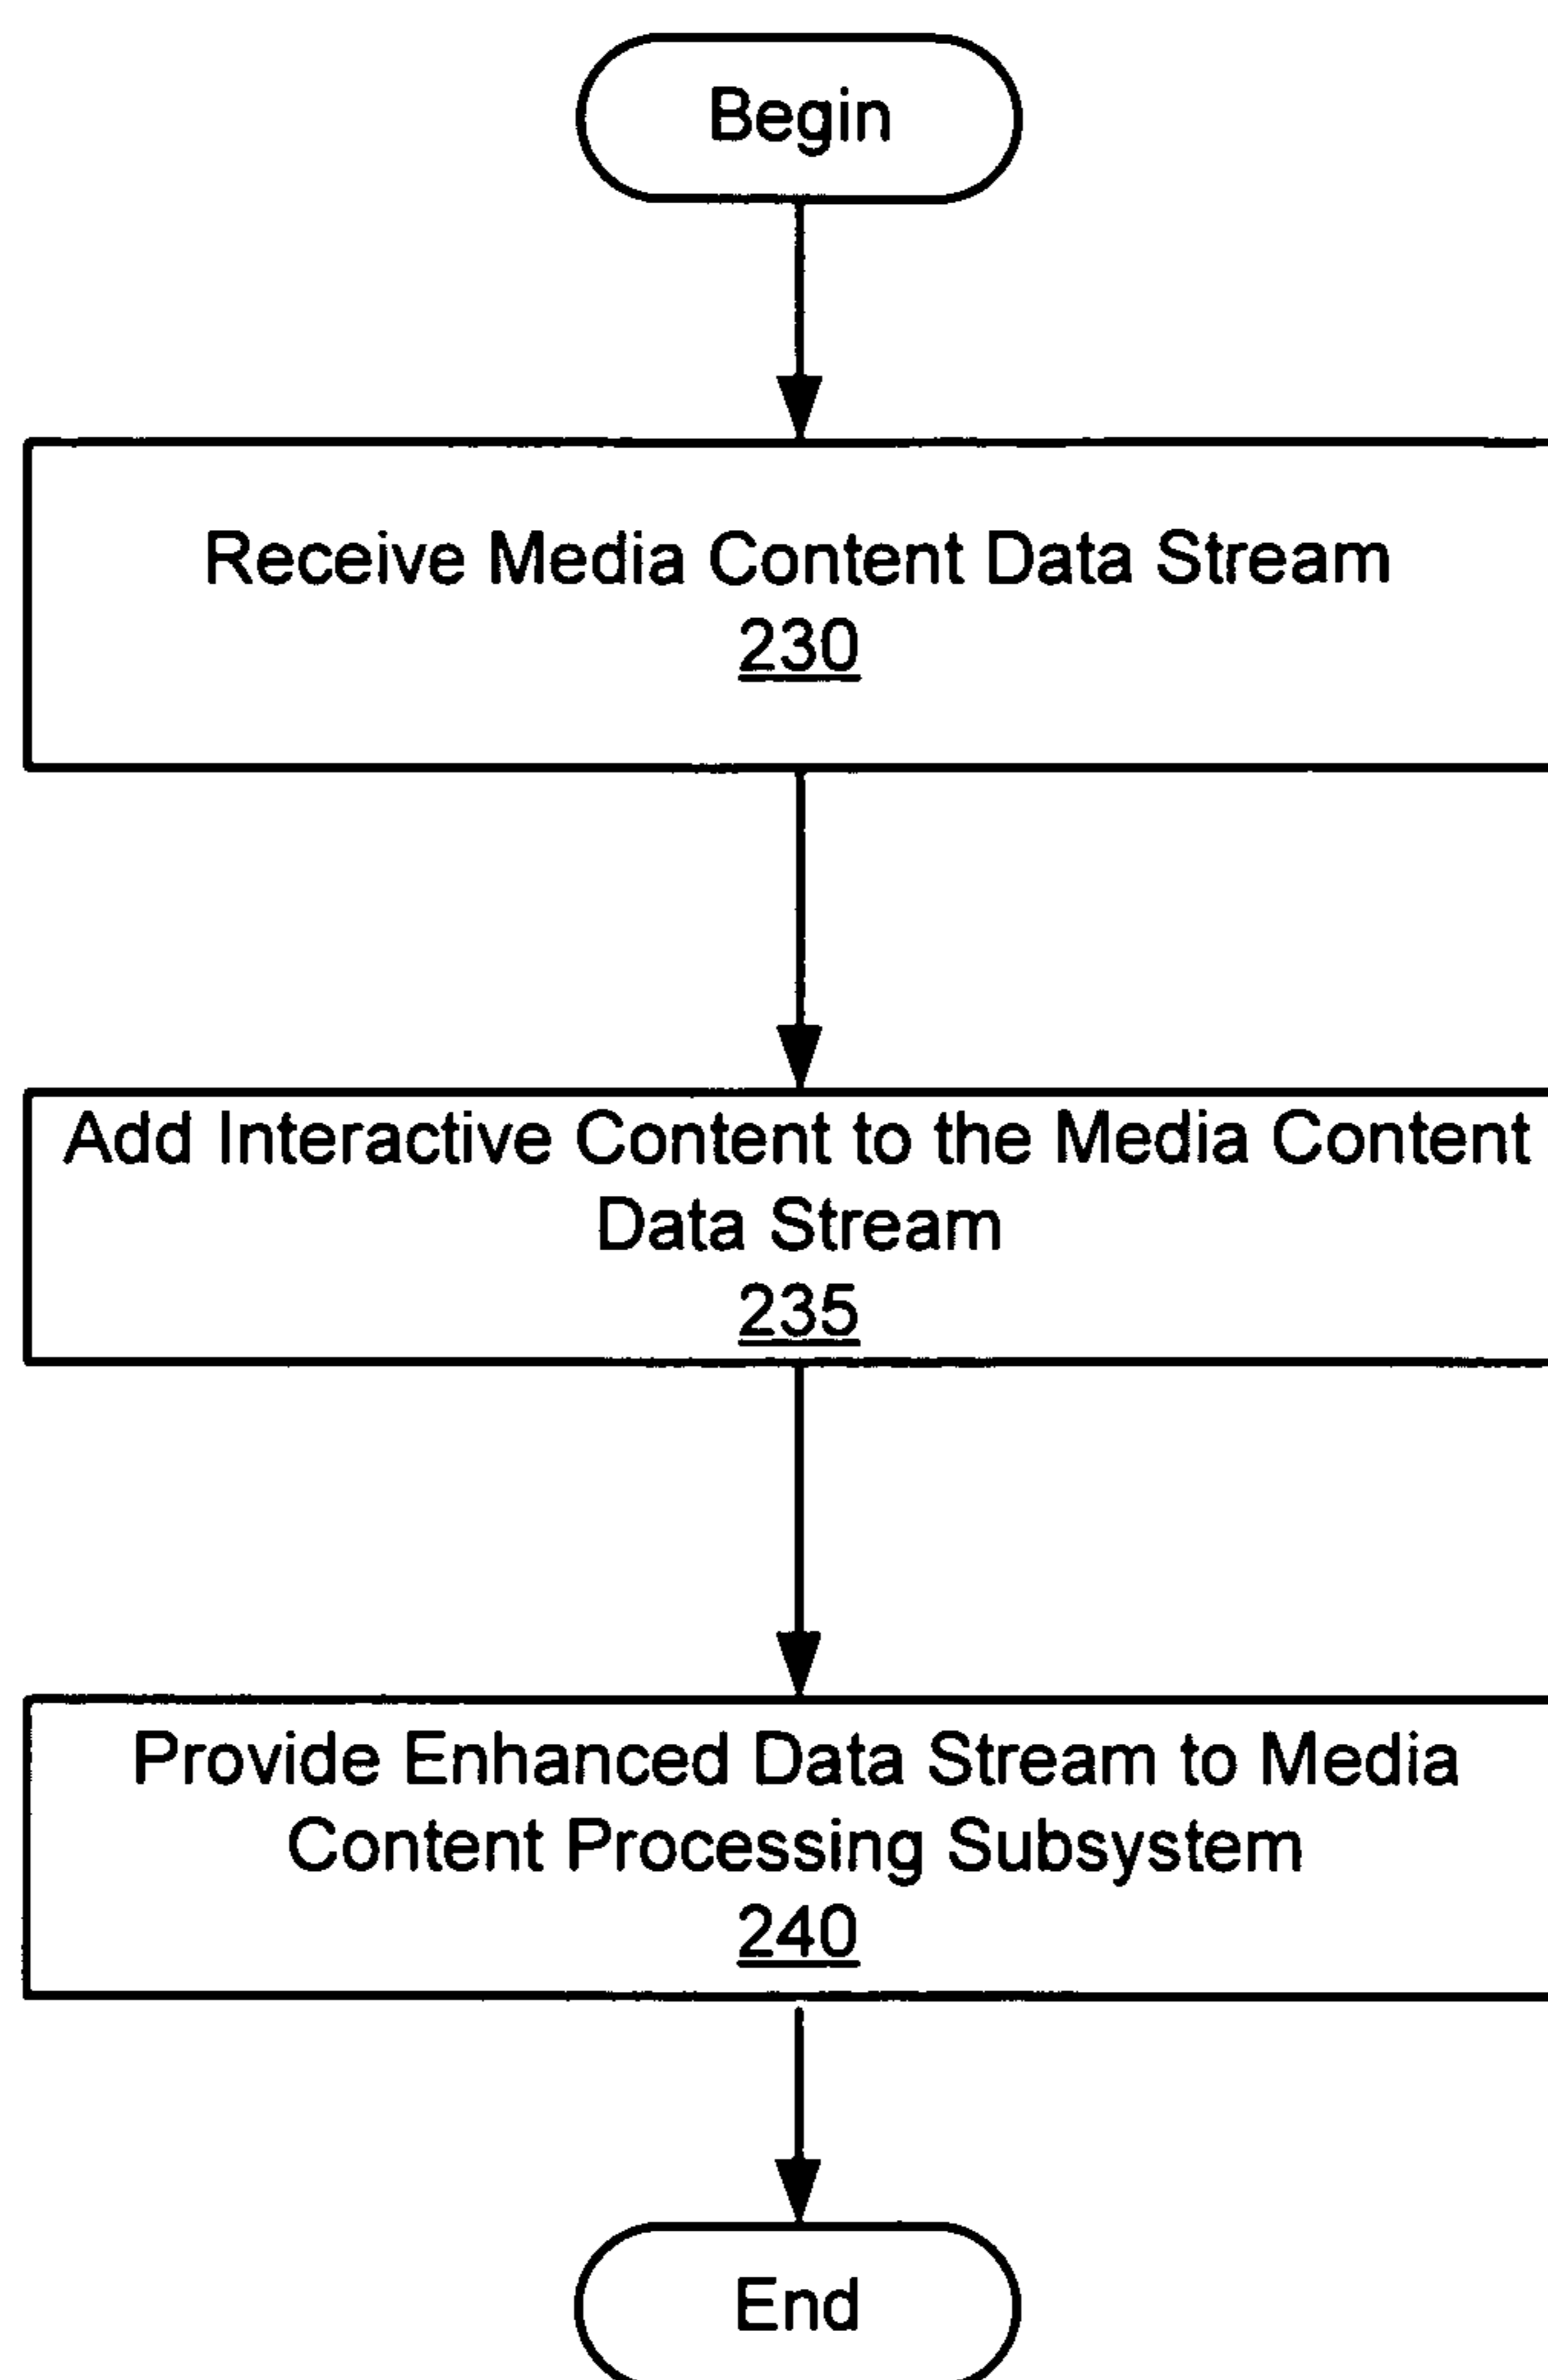 Begin
Receive Media Content Data Stream
230
Add Interactive Content to the Media Content
Data Stream
235
Provide Enhanced Data Stream to Media
Content Processing Subsystem
240
End